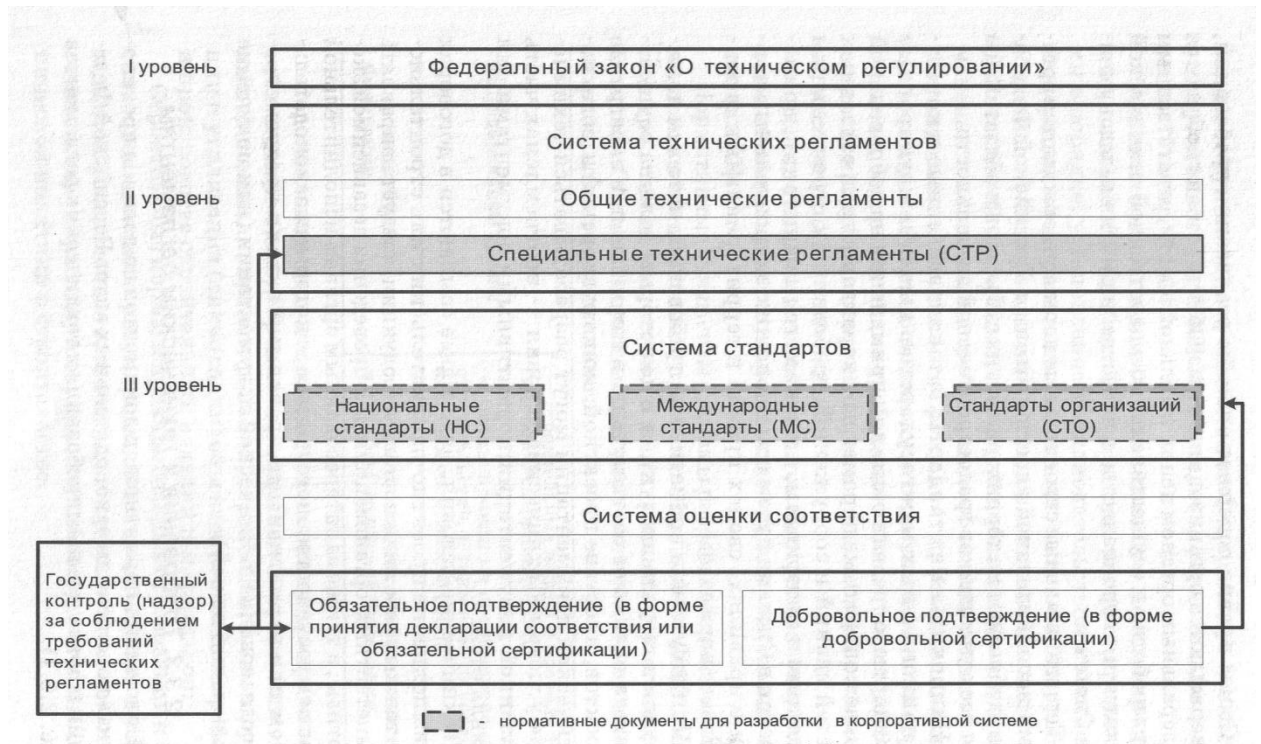 I уровень
Федеральный закон «О техническом регулировании»
Система технических регламентов
II уровень
Общие технические регламенты
Специальные технические регламенты (СТР)
Система стандартов
III уровень
Национальные
стандарты (НС)
Международные
стандарты (МС)
Стандарты организаций
(СТО)
Система оценки соответствия
Государственный
контроль (надзор)
за соблюдением
требований
технических
регламентов
Обязательное подтверждение (в форме
принятия декларации соответствия или
обязательной сертификации)
Добровольное подтверждение (в форме
добровольной сертификации)
- нормативные документы для разработки в корпоративной системе